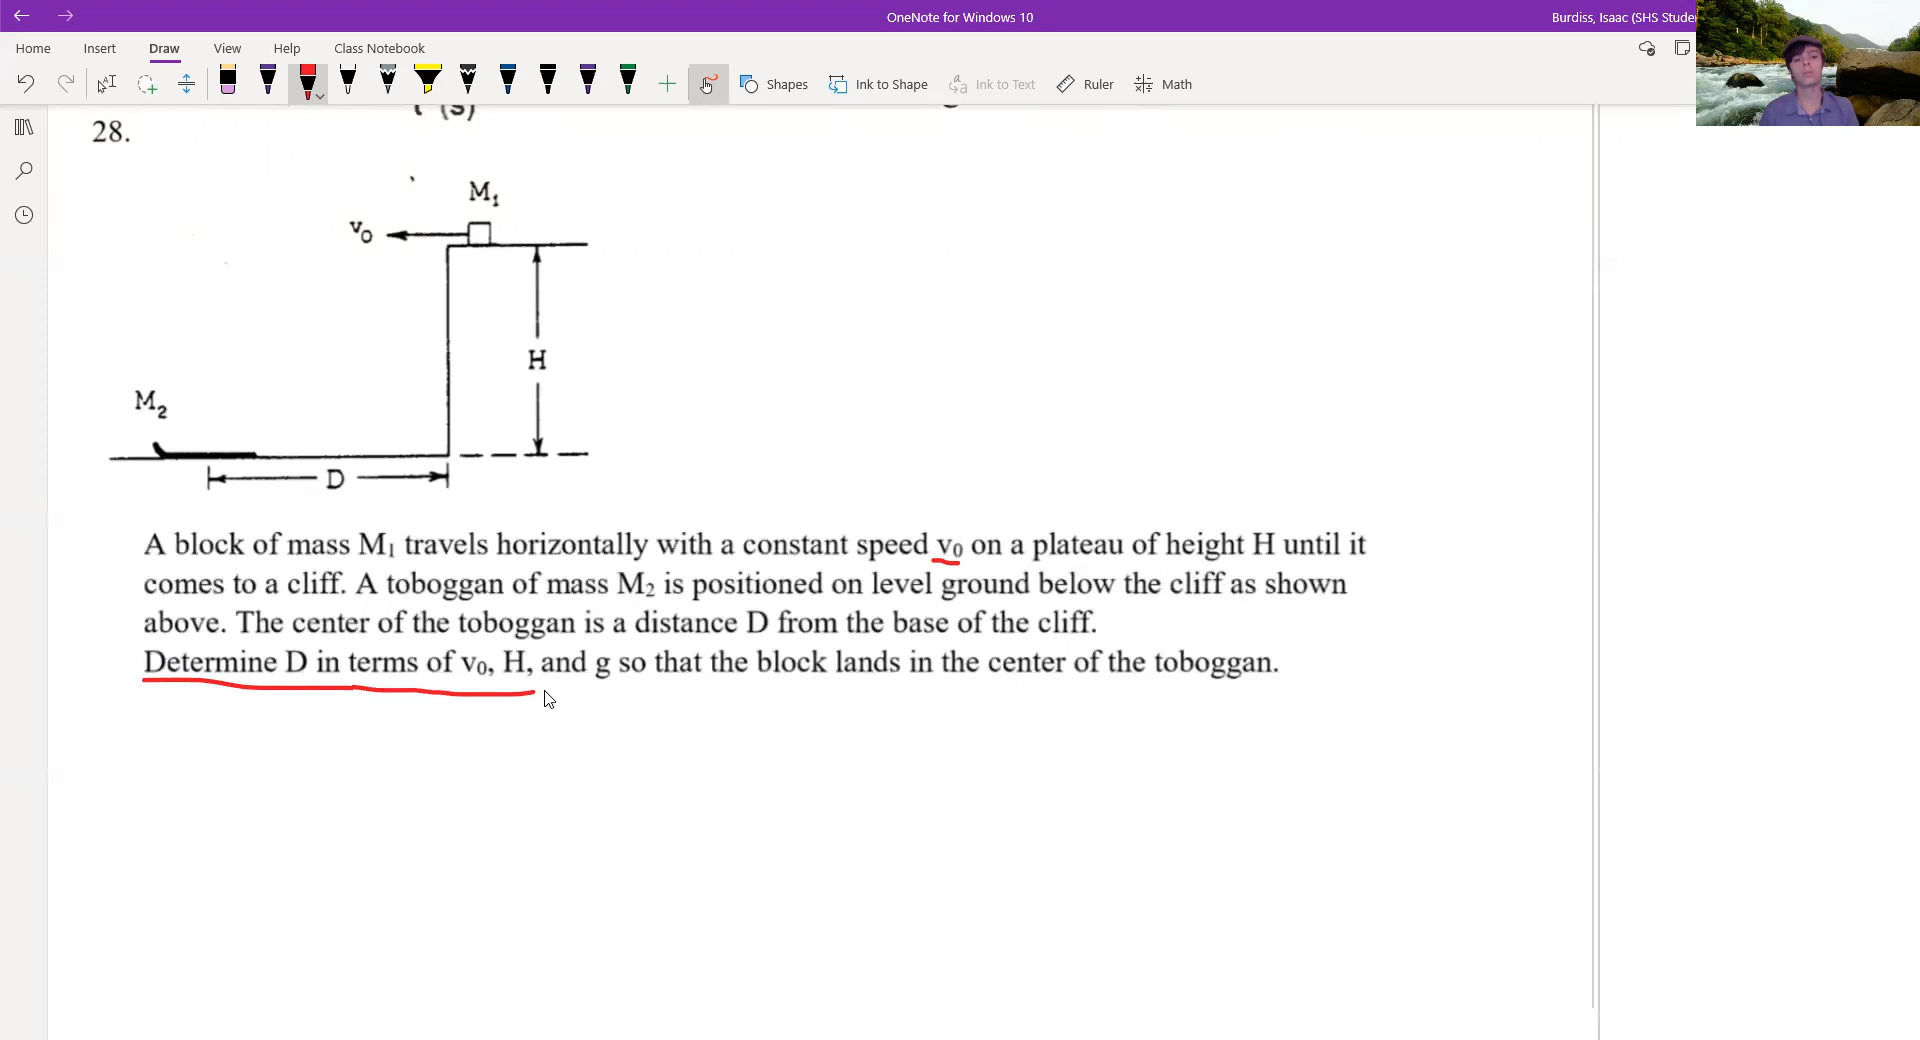 OneNote for Windows 10
Burdiss, Isaac (SHS Stude
Home Insert Draw View Help Class Notebook
Shapes Ink to Shape Ink to Text Ruler Math
28.
M₁
v₀
H
M₂
D
A block of mass M₁ travels horizontally with a constant speed v₀ on a plateau of height H until it
comes to a cliff. A toboggan of mass M₂ is positioned on level ground below the cliff as shown
above. The center of the toboggan is a distance D from the base of the cliff.
Determine D in terms of v₀, H, and g so that the block lands in the center of the toboggan.